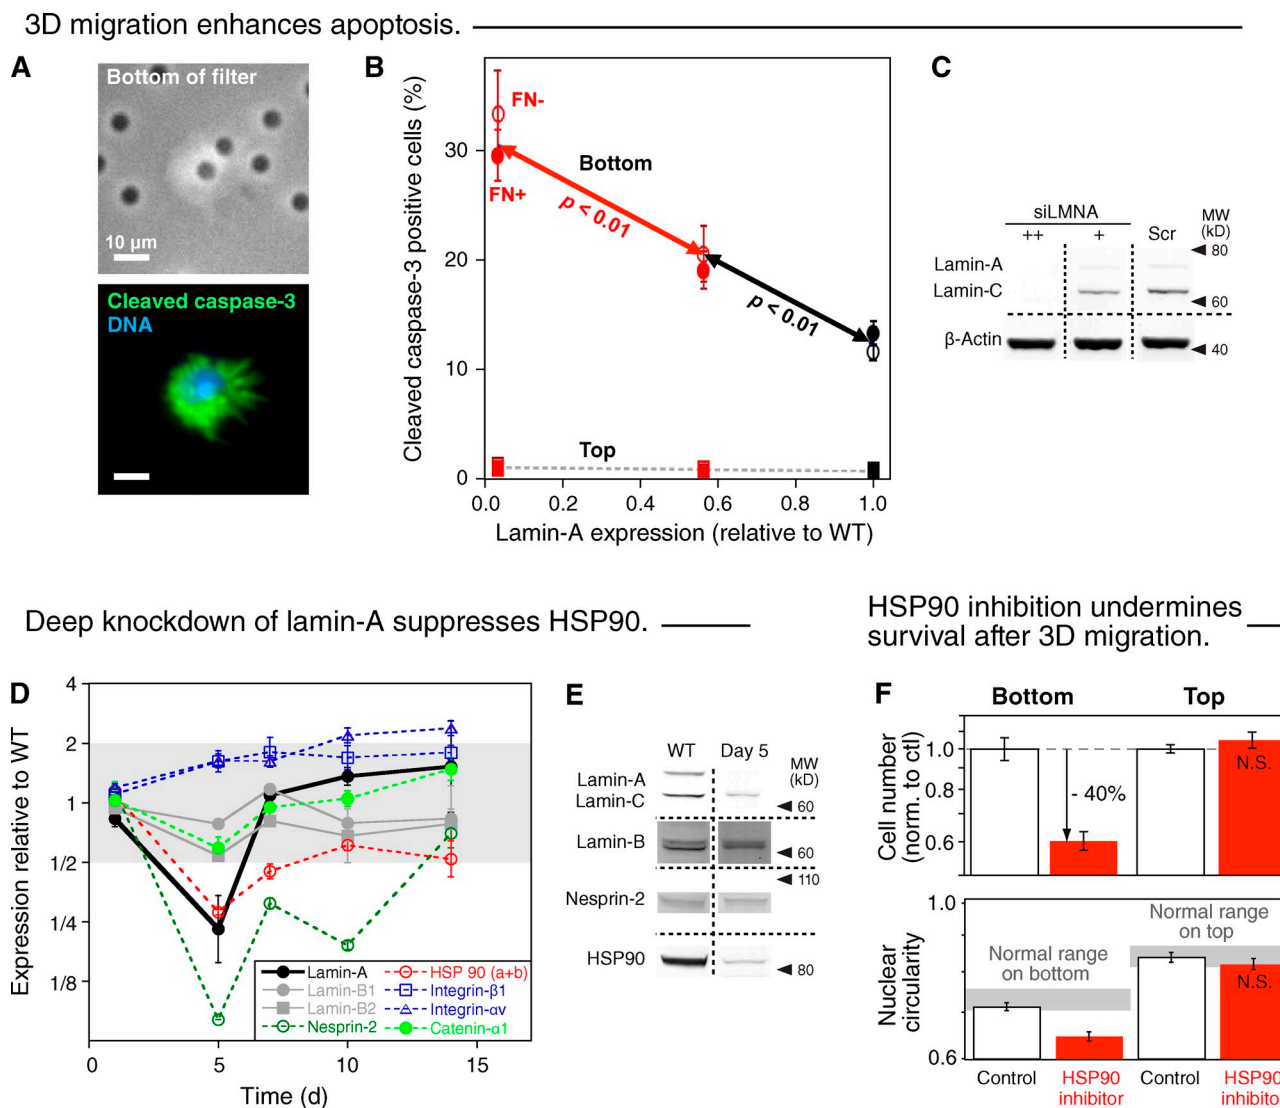 3D migration enhances apoptosis.
A
Bottom of filter
10 µm
Cleaved caspase-3
DNA
B
Cleaved caspase-3 positive cells (%)
30
20
10
0
FN-
FN+
Bottom
p < 0.01
p < 0.01
Top
0.0 0.2 0.4 0.6 0.8 1.0
Lamin-A expression (relative to WT)
C
siLMNA
++ + Scr
MW
(kD)
Lamin-A
Lamin-C
β-Actin
80
60
40
Deep knockdown of lamin-A suppresses HSP90.
D
Expression relative to WT
4
2
1
1/2
1/4
1/8
Lamin-A
Lamin-B1
Lamin-B2
Nesprin-2
HSP 90 (a+b)
Integrin-β1
Integrin-αv
Catenin-α1
0 5 10 15
Time (d)
E
WT Day 5
MW
(kD)
Lamin-A
Lamin-C
60
Lamin-B
60
110
Nesprin-2
HSP90
80
HSP90 inhibition undermines
survival after 3D migration.
F
Bottom Top
Cell number
(norm. to ctl)
1.0
0.8
0.6
- 40%
N.S.
Nuclear
circularity
1.0
0.6
Normal range
on bottom
Normal range
on top
N.S.
Control HSP90
inhibitor
Control HSP90
inhibito